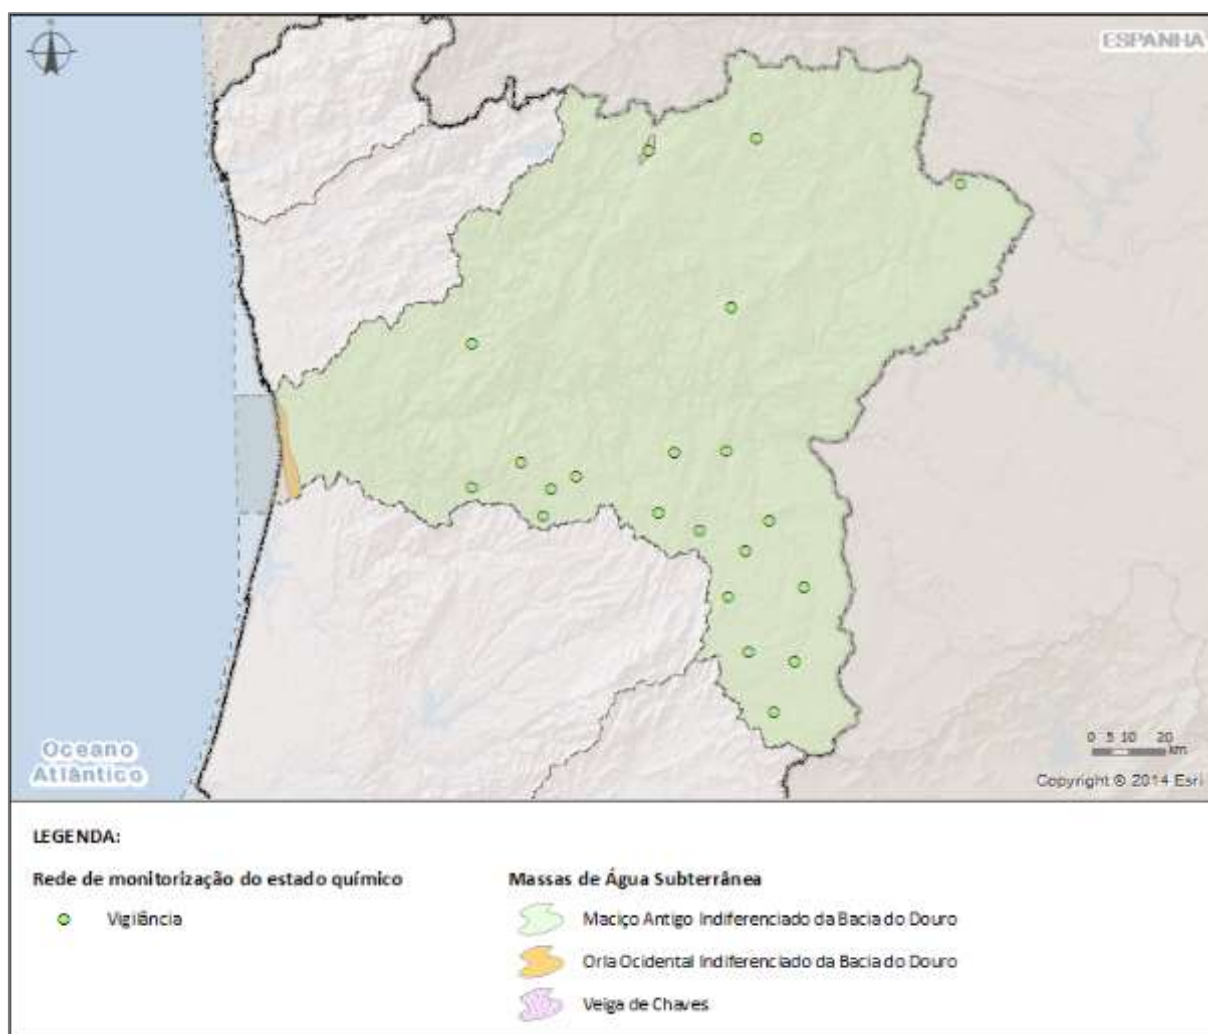 ESPANHA
Oceano
Atlântico
0 5 10 20
km
Copyright © 2014 Esri
LEGENDA:
Rede de monitorização do estado químico
Vigilância
Massas de Água Subterrânea
Maciço Antigo Indiferenciado da Bacia do Douro
Orla Ocidental Indiferenciado da Bacia do Douro
Veiga de Chaves